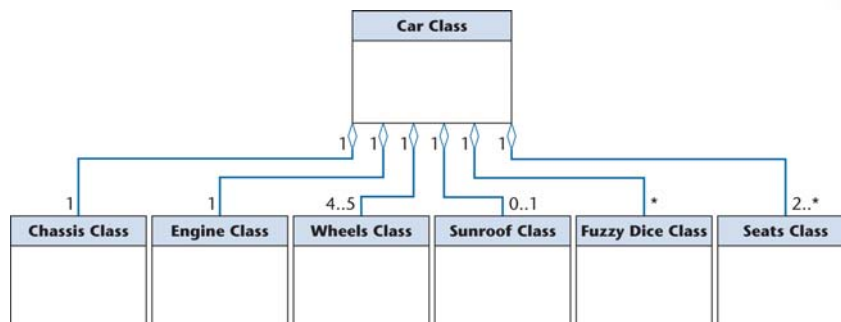 Car Class
1 1 1 1 1 1
1 1 4..5 0..1 * 2..*
Chassis Class Engine Class Wheels Class Sunroof Class Fuzzy Dice Class Seats Class